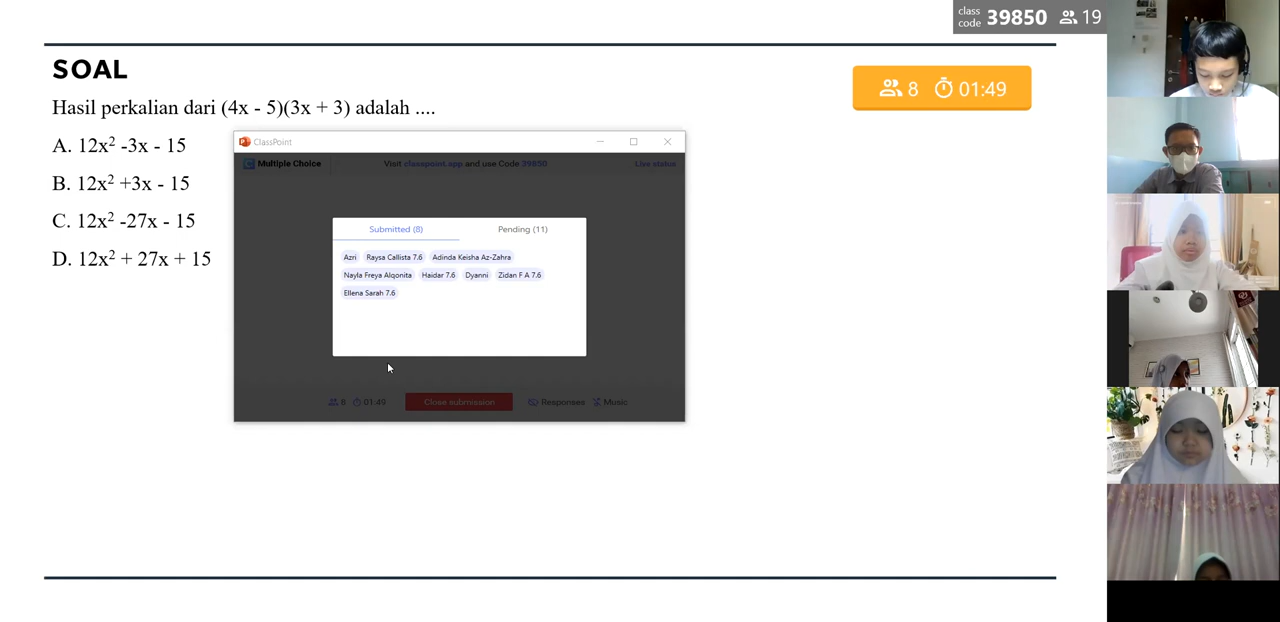 class code 39850 19
SOAL
8 01:49
Hasil perkalian dari (4x - 5)(3x + 3) adalah ....
A. 12x² -3x - 15
B. 12x² +3x - 15
C. 12x² -27x - 15
D. 12x² + 27x + 15
ClassPoint
Multiple Choice
Visit classpoint.app and use Code 39850
Live status
Submitted (8)
Pending (11)
Azri Raysa Callista 7.6 Adinda Keisha Az-Zahra
Nayla Freya Alqonita Haidar 7.6 Dyanni Zidan F A 7.6
Ellena Sarah 7.6
8 01:49 Close submission Responses Music